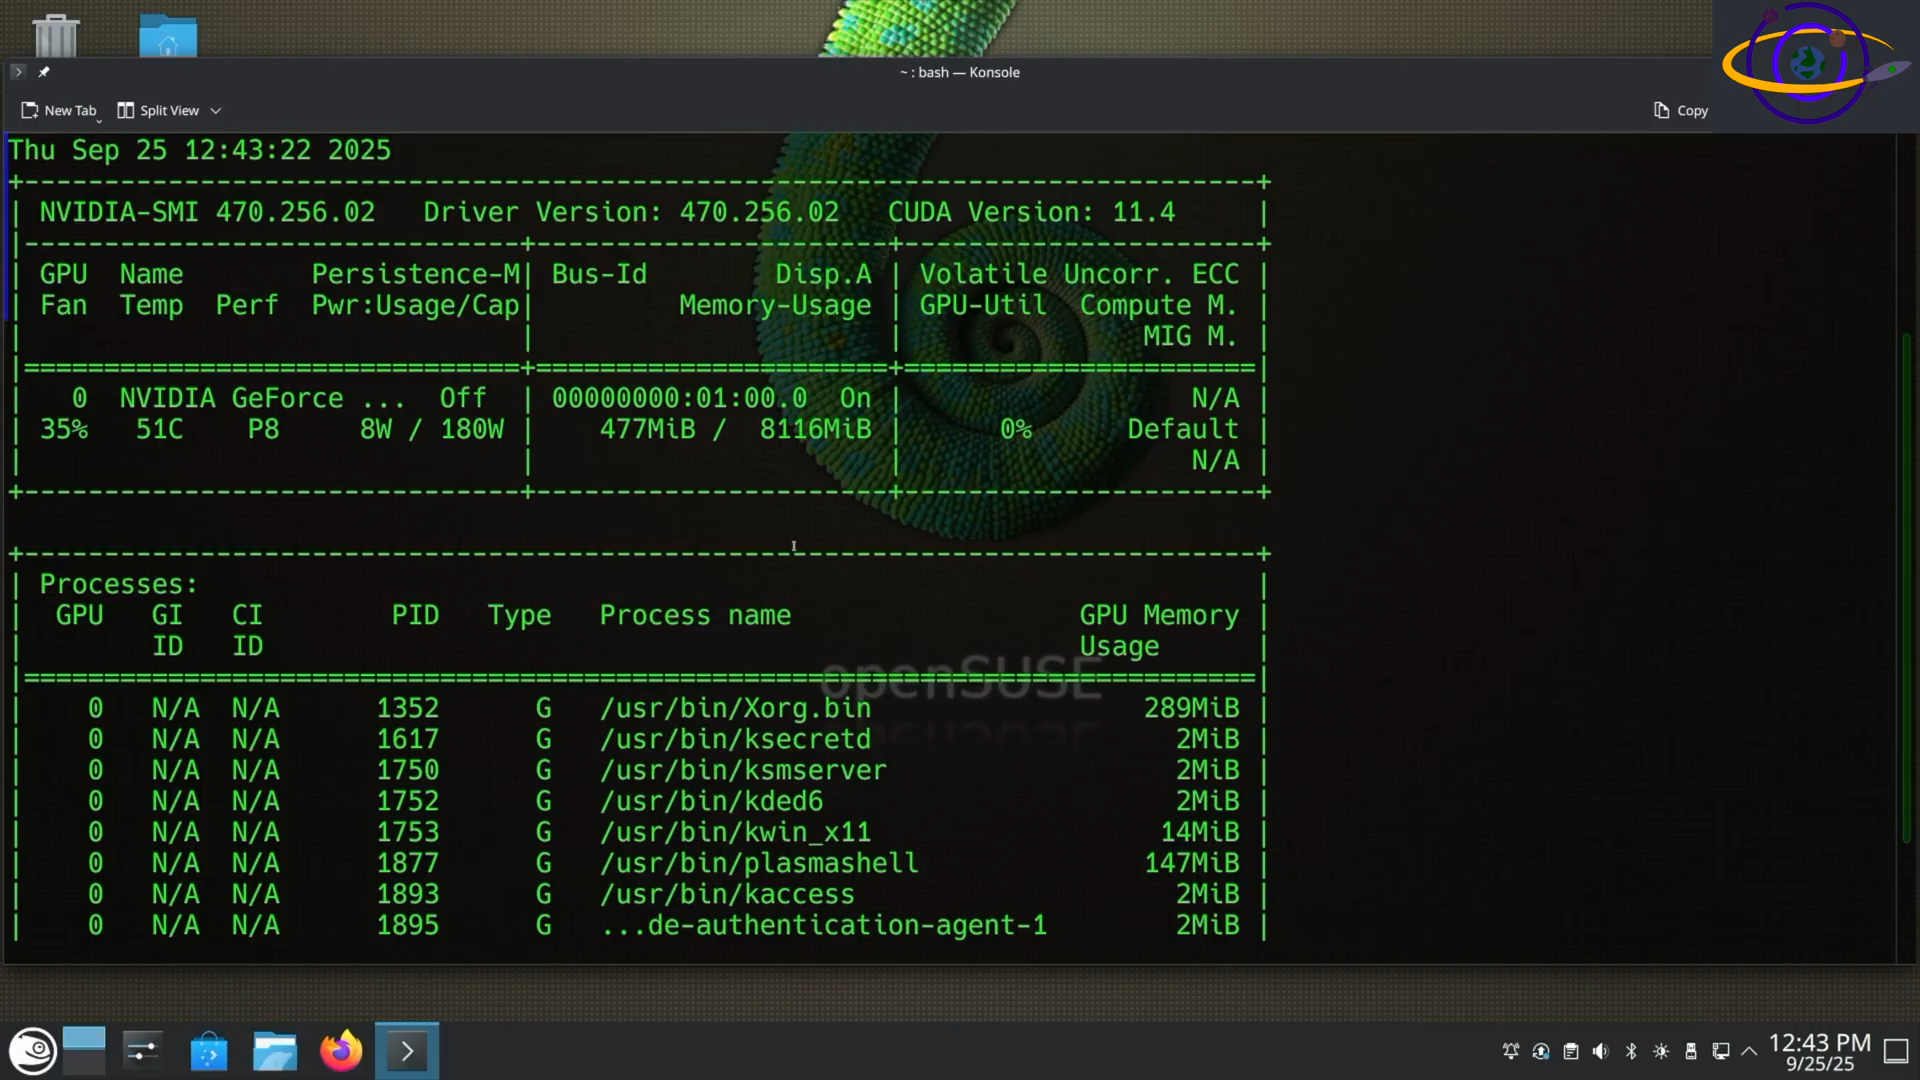 ~ : bash — Konsole
New Tab Split View Copy
Thu Sep 25 12:43:22 2025
+-----------------------------------------------------------------------------+
| NVIDIA-SMI 470.256.02   Driver Version: 470.256.02   CUDA Version: 11.4     |
|-------------------------------+----------------------+----------------------+
| GPU  Name        Persistence-M| Bus-Id        Disp.A | Volatile Uncorr. ECC |
| Fan  Temp  Perf  Pwr:Usage/Cap|         Memory-Usage | GPU-Util  Compute M. |
|                               |                      |               MIG M. |
|===============================+======================+======================|
|   0  NVIDIA GeForce ...  Off  | 00000000:01:00.0  On |                  N/A |
| 35%   51C    P8     8W / 180W |    477MiB /  8116MiB |      0%      Default |
|                               |                      |                  N/A |
+-------------------------------+----------------------+----------------------+
+-----------------------------------------------------------------------------+
| Processes:                                                                  |
|  GPU   GI   CI        PID   Type   Process name                  GPU Memory |
|        ID   ID                                                   Usage      |
|=============================================================================|
|    0   N/A  N/A      1352      G   /usr/bin/Xorg.bin                 289MiB |
|    0   N/A  N/A      1617      G   /usr/bin/ksecretd                   2MiB |
|    0   N/A  N/A      1750      G   /usr/bin/ksmserver                  2MiB |
|    0   N/A  N/A      1752      G   /usr/bin/kded6                      2MiB |
|    0   N/A  N/A      1753      G   /usr/bin/kwin_x11                  14MiB |
|    0   N/A  N/A      1877      G   /usr/bin/plasmashell              147MiB |
|    0   N/A  N/A      1893      G   /usr/bin/kaccess                    2MiB |
|    0   N/A  N/A      1895      G   ...de-authentication-agent-1        2MiB |
openSUSE
12:43 PM
9/25/25